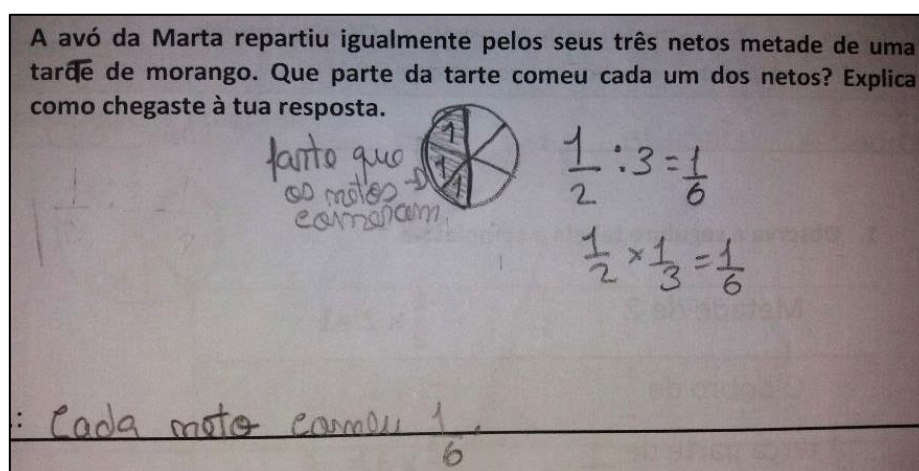 A avó da Marta repartiu igualmente pelos seus três netos metade de uma
tarte de morango. Que parte da tarte comeu cada um dos netos? Explica
como chegaste à tua resposta.
parte que
os netos
comeram
1
1
1
1/2 : 3 = 1/6
1/2 × 1/3 = 1/6
: Cada neto comeu 1/6.